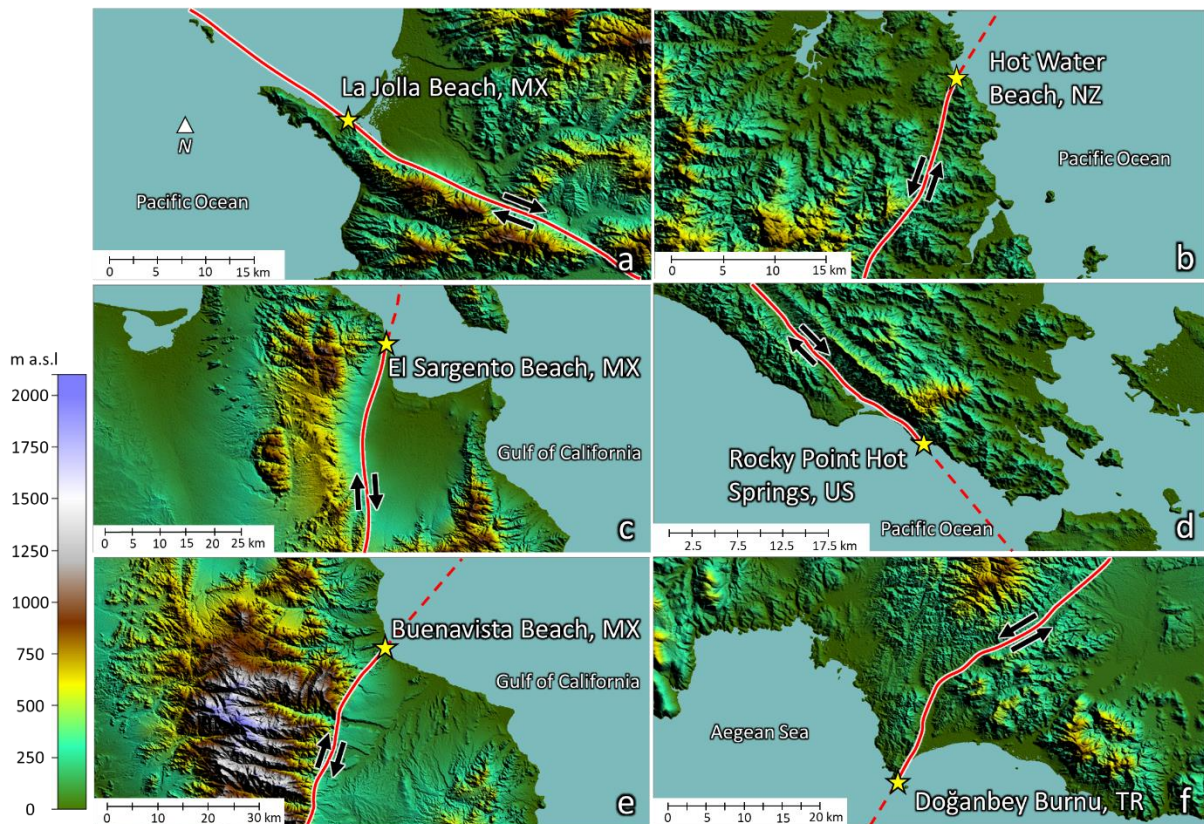 La Jolla Beach, MX
N
Pacific Ocean
0 5 10 15 km
a
Hot Water
Beach, NZ
Pacific Ocean
0 5 10 15 km
b
m a.s.l
2000
1750
1500
1250
1000
750
500
250
0
El Sargento Beach, MX
Gulf of California
0 5 10 15 20 25 km
c
Rocky Point Hot
Springs, US
Pacific Ocean
2.5 7.5 12.5 17.5 km
d
Buenavista Beach, MX
Gulf of California
0 10 20 30 km
e
Aegean Sea
Doğanbey Burnu, TR
0 5 10 20 km
f